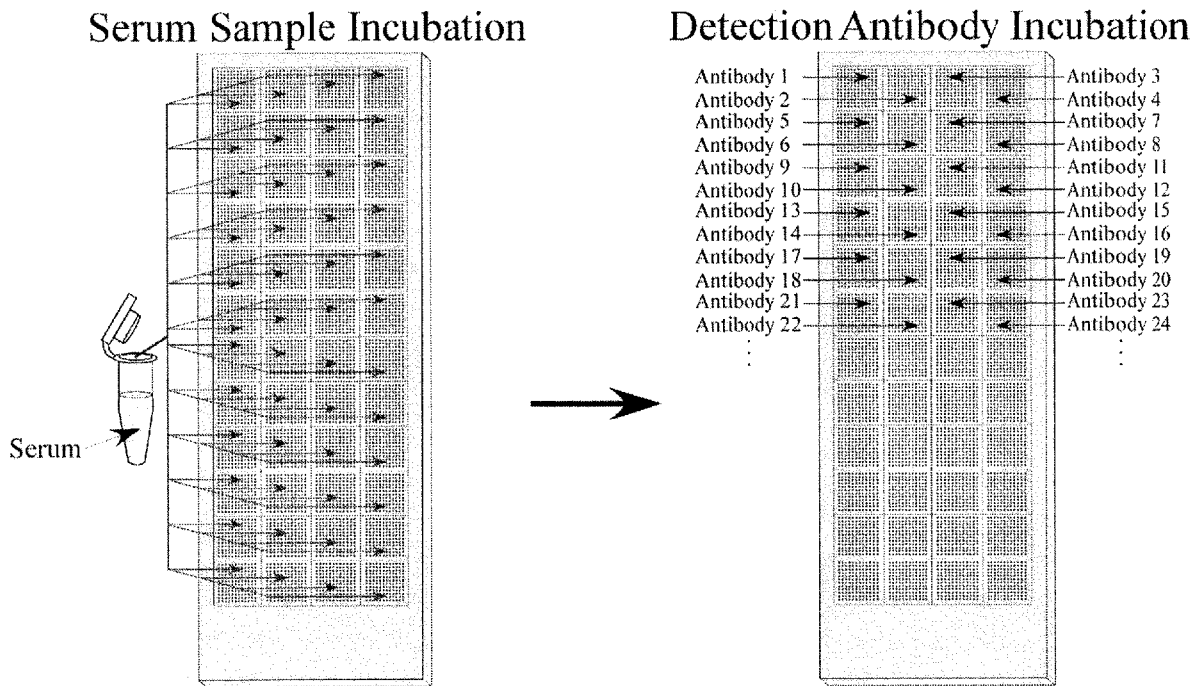 Serum Sample Incubation
Detection Antibody Incubation
Antibody 1
Antibody 3
Antibody 2
Antibody 4
Antibody 5
Antibody 7
Antibody 6
Antibody 8
Antibody 9
Antibody 11
Antibody 10
Antibody 12
Antibody 13
Antibody 15
Antibody 14
Antibody 16
Antibody 17
Antibody 19
Antibody 18
Antibody 20
Antibody 21
Antibody 23
Antibody 22
Antibody 24
Serum